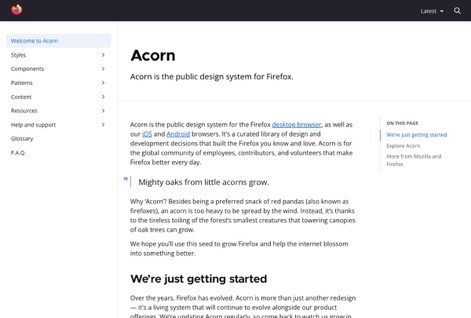 Latest
Welcome to Acorn
Styles
Components
Patterns
Content
Resources
Help and support
Glossary
F.A.Q.
Acorn
Acorn is the public design system for Firefox.
Acorn is the public design system for the Firefox desktop browser, as well as
our iOS and Android browsers. It's a curated library of design and
development decisions that built the Firefox you know and love. Acorn is for
the global community of employees, contributors, and volunteers that make
Firefox better every day.
Mighty oaks from little acorns grow.
Why 'Acorn'? Besides being a preferred snack of red pandas (also known as
firefoxes), an acorn is too heavy to be spread by the wind. Instead, it's thanks
to the tireless toiling of the forest's smallest creatures that towering canopies
of oak trees can grow.
We hope you'll use this seed to grow Firefox and help the internet blossom
into something better.
We're just getting started
Over the years, Firefox has evolved. Acorn is more than just another redesign
— it's a living system that will continue to evolve alongside our product
offerings. We're updating Acorn regularly, so come back to watch us grow in
ON THIS PAGE
We're just getting started
Explore Acorn
More from Mozilla and
Firefox